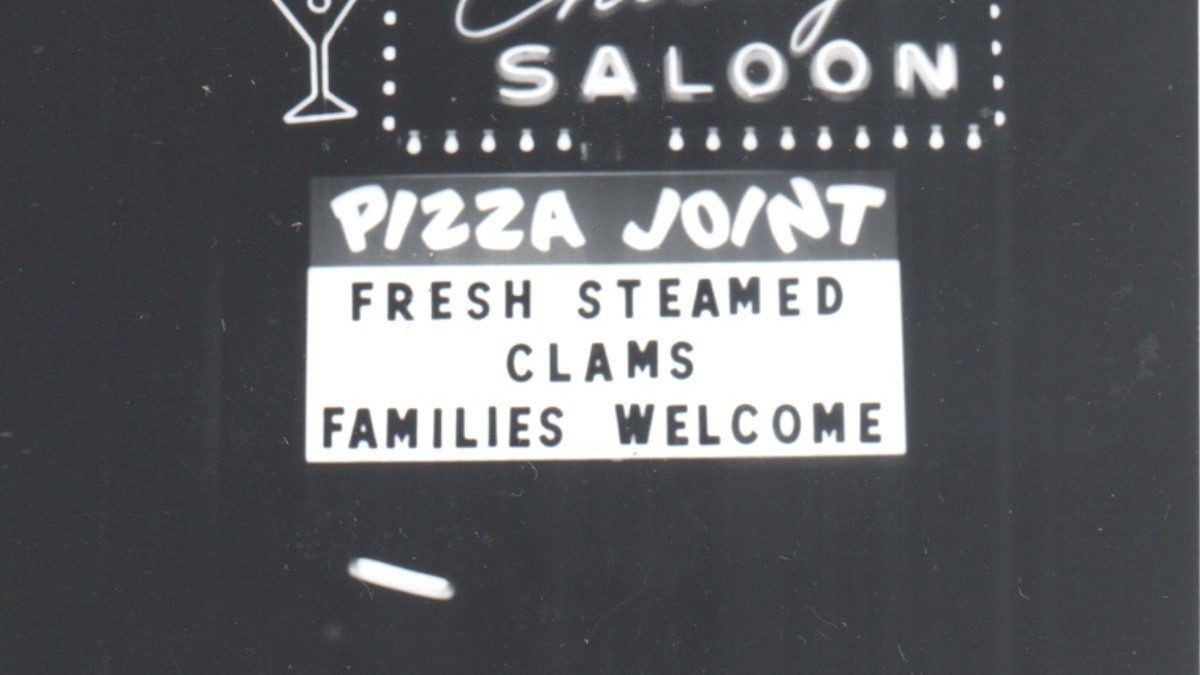 SALOON
PIZZA JOINT
FRESH STEAMED
CLAMS
FAMILIES WELCOME